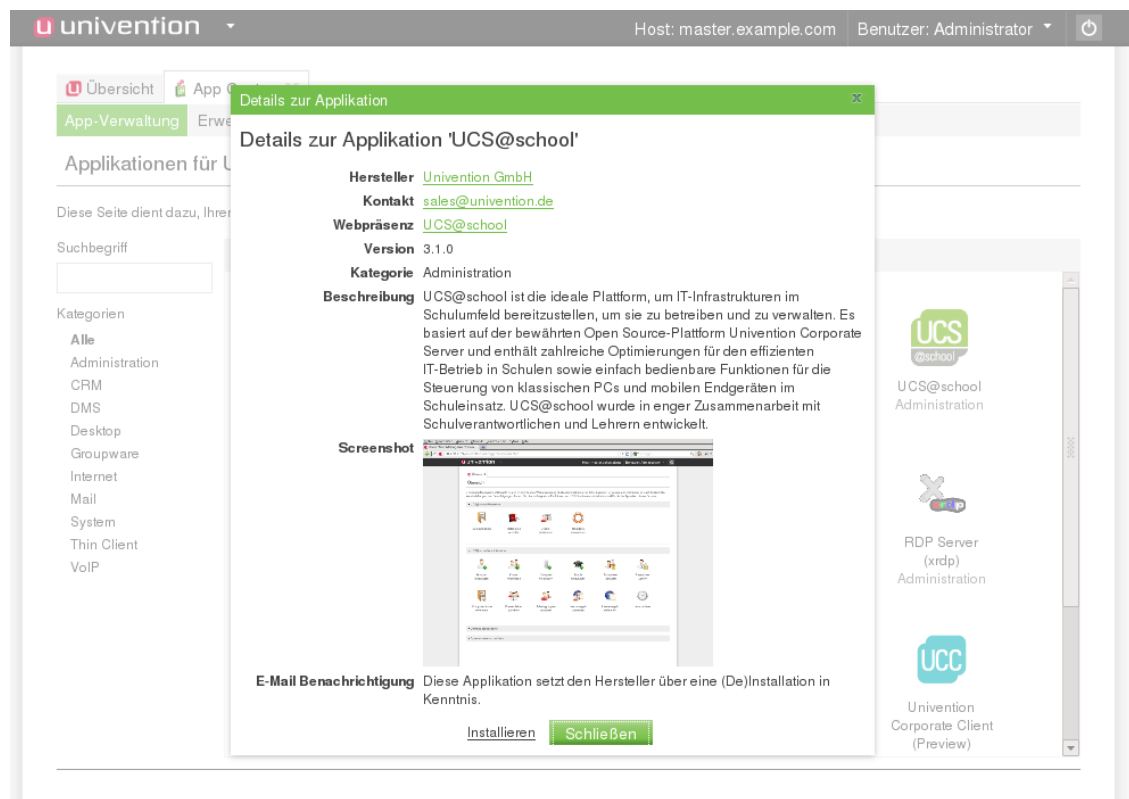 univention
Host: master.example.com
Benutzer: Administrator
Übersicht
App
App-Verwaltung
Applikationen für
Diese Seite dient dazu,
Suchbegriff
Kategorien
Alle
Administration
CRM
DMS
Desktop
Groupware
Internet
Mail
System
Thin Client
VoIP
Details zur Applikation
x
Details zur Applikation 'UCS@school'
Hersteller Univention GmbH
Kontakt sales@univention.de
Webpräsenz UCS@school
Version 3.1.0
Kategorie Administration
Beschreibung UCS@school ist die ideale Plattform, um IT-Infrastrukturen im
Schulumfeld bereitzustellen, um sie zu betreiben und zu verwalten. Es
basiert auf der bewährten Open Source-Plattform Univention Corporate
Server und enthält zahlreiche Optimierungen für den effizienten
IT-Betrieb in Schulen sowie einfach bedienbare Funktionen für die
Steuerung von klassischen PCs und mobilen Endgeräten im
Schuleinsatz. UCS@school wurde in enger Zusammenarbeit mit
Schulverantwortlichen und Lehrern entwickelt.
Screenshot
E-Mail Benachrichtigung Diese Applikation setzt den Hersteller über eine (De)Installation in
Kenntnis.
Installieren
Schließen
UCS
@school
UCS@school
Administration
xrdp
RDP Server
(xrdp)
Administration
UCC
Univention
Corporate Client
(Preview)